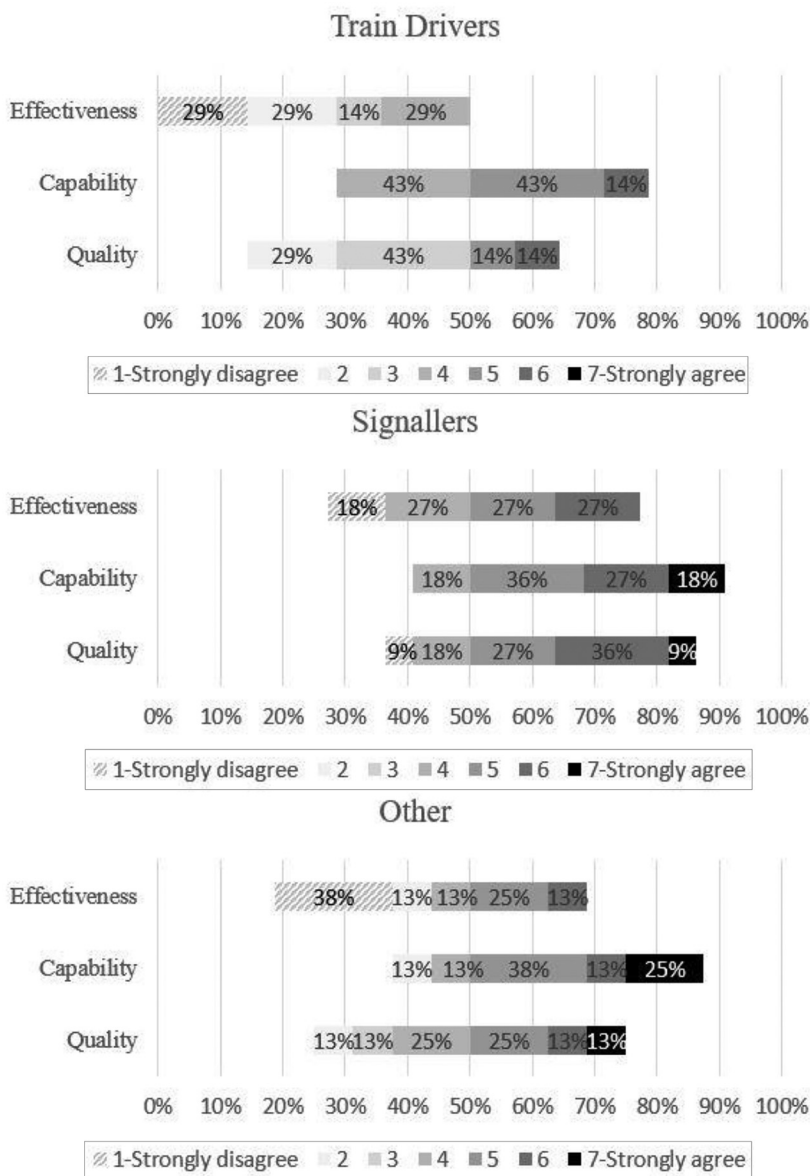 Train Drivers
Effectiveness 29% 29% 14% 29%
Capability 43% 43% 14%
Quality 29% 43% 14% 14%
0% 10% 20% 30% 40% 50% 60% 70% 80% 90% 100%
1-Strongly disagree 2 3 4 5 6 7-Strongly agree
Signallers
Effectiveness 18% 27% 27% 27%
Capability 18% 36% 27% 18%
Quality 9% 18% 27% 36% 9%
0% 10% 20% 30% 40% 50% 60% 70% 80% 90% 100%
1-Strongly disagree 2 3 4 5 6 7-Strongly agree
Other
Effectiveness 38% 13% 13% 25% 13%
Capability 13% 13% 38% 13% 25%
Quality 13% 13% 25% 25% 13% 13%
0% 10% 20% 30% 40% 50% 60% 70% 80% 90% 100%
1-Strongly disagree 2 3 4 5 6 7-Strongly agree